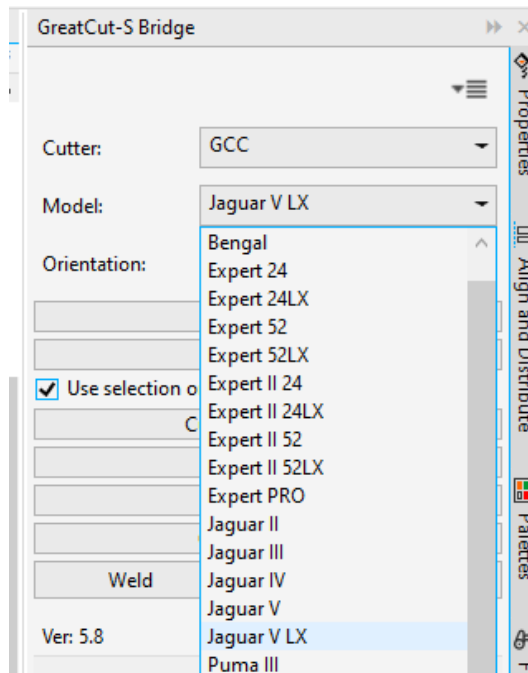 GreatCut-S Bridge
Cutter: GCC
Model: Jaguar V LX
Orientation:
Bengal
Expert 24
Expert 24LX
Expert 52
Expert 52LX
Expert II 24
Expert II 24LX
Expert II 52
Expert II 52LX
Expert PRO
Jaguar II
Jaguar III
Jaguar IV
Jaguar V
Jaguar V LX
Puma III
Use selection o
C
Weld
Ver: 5.8
Properties
Align and Distribute
Palettes